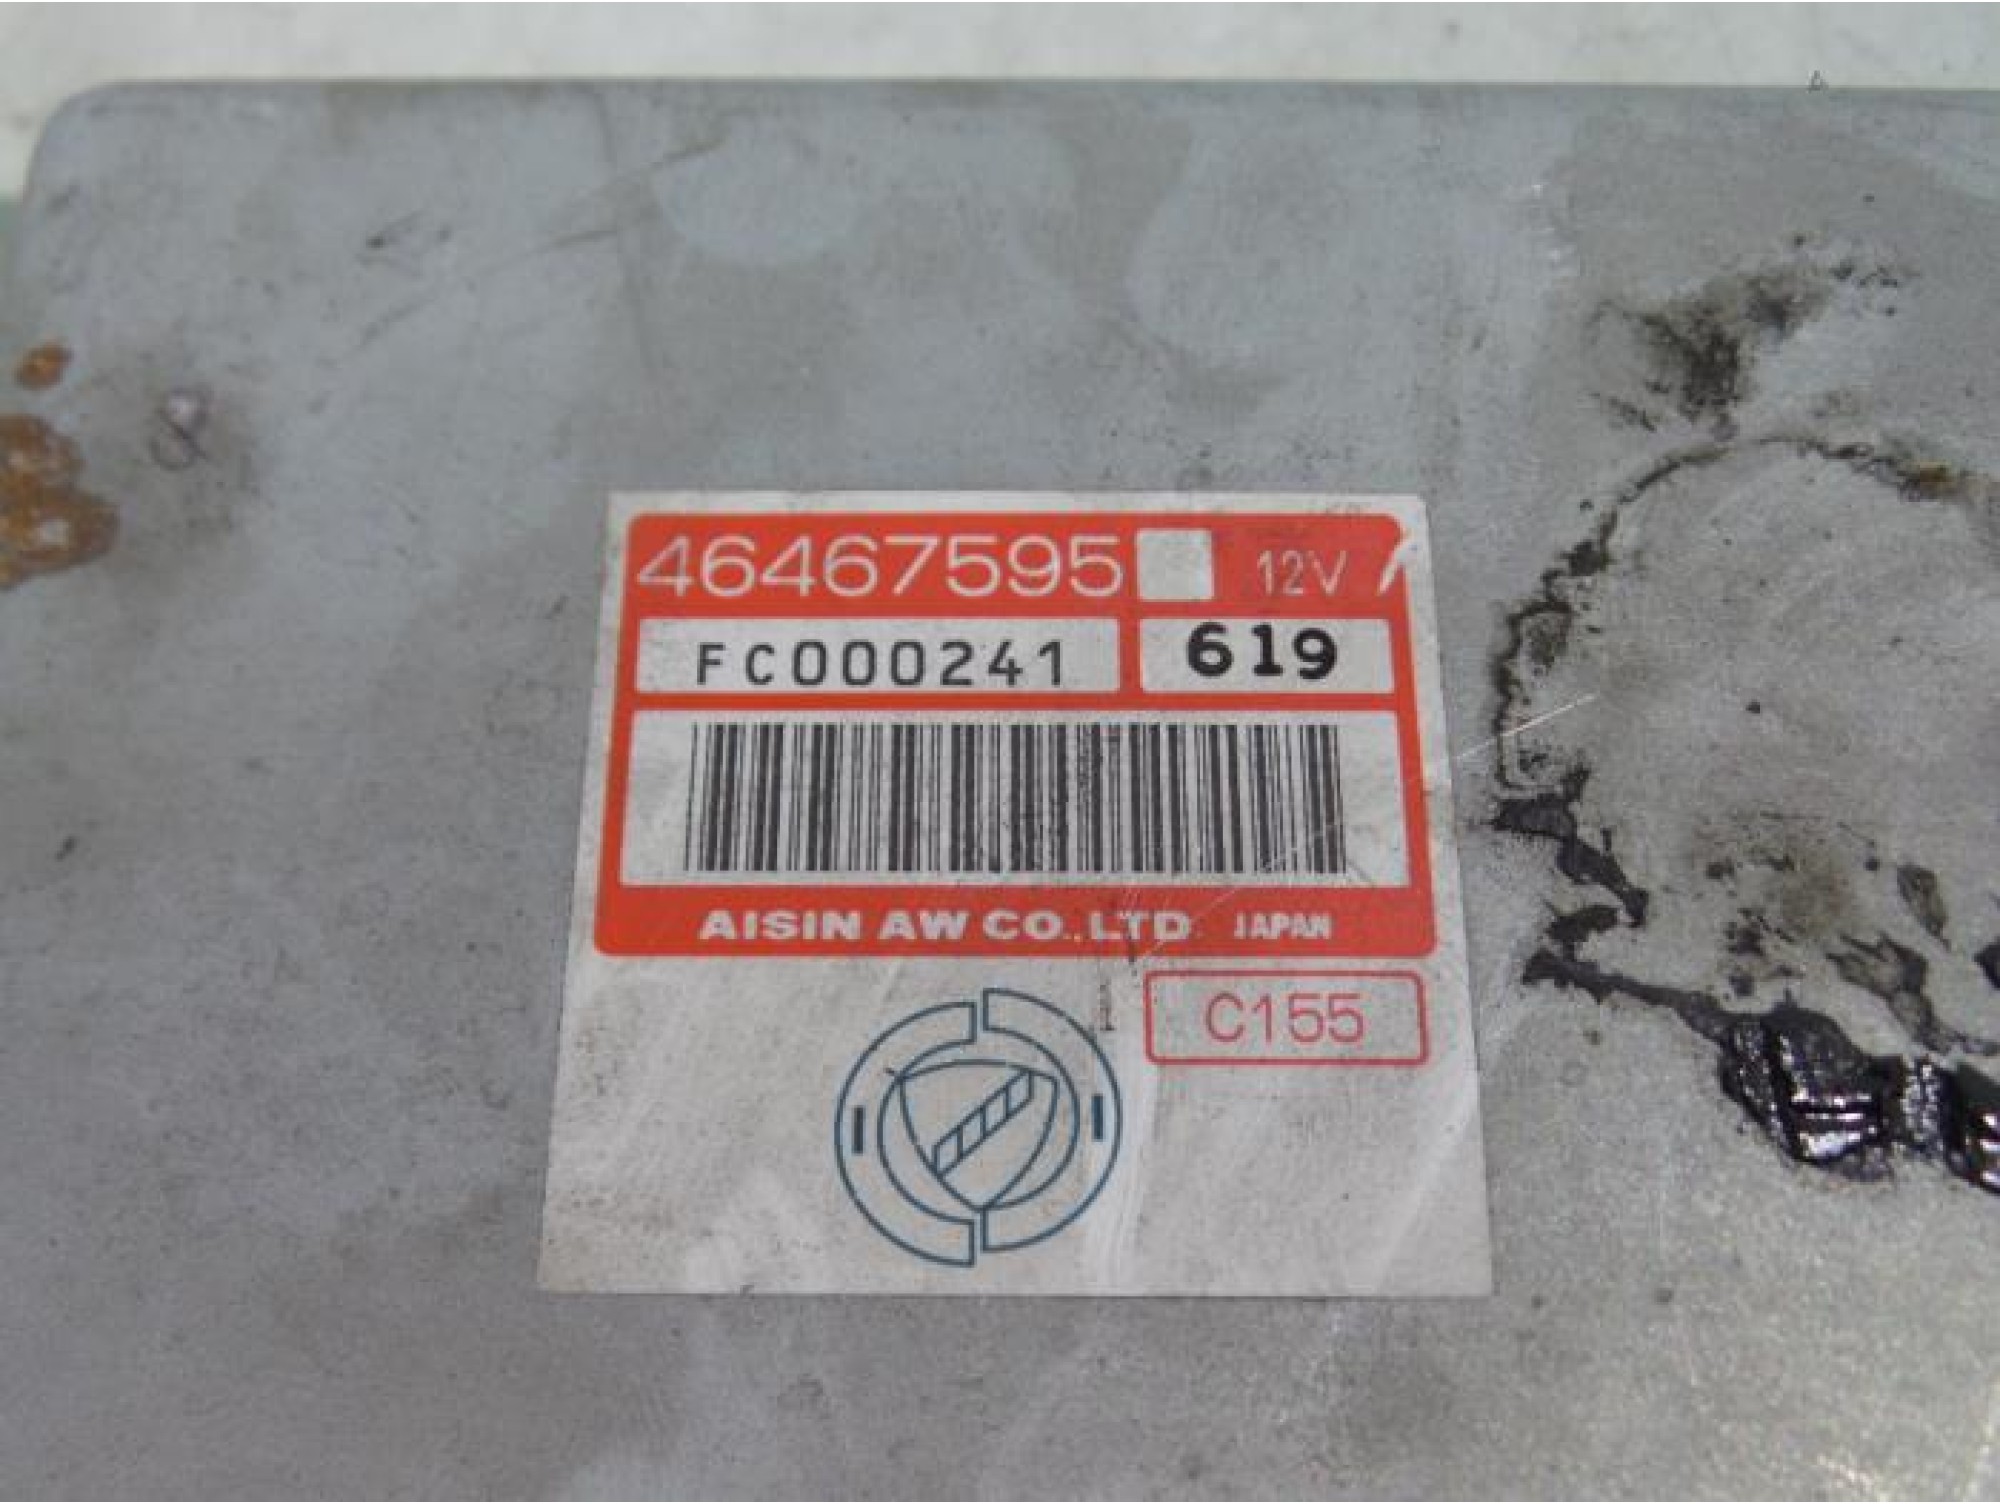 46467595 12V
FC000241 619
AISIN AW CO.,LTD. JAPAN
C155